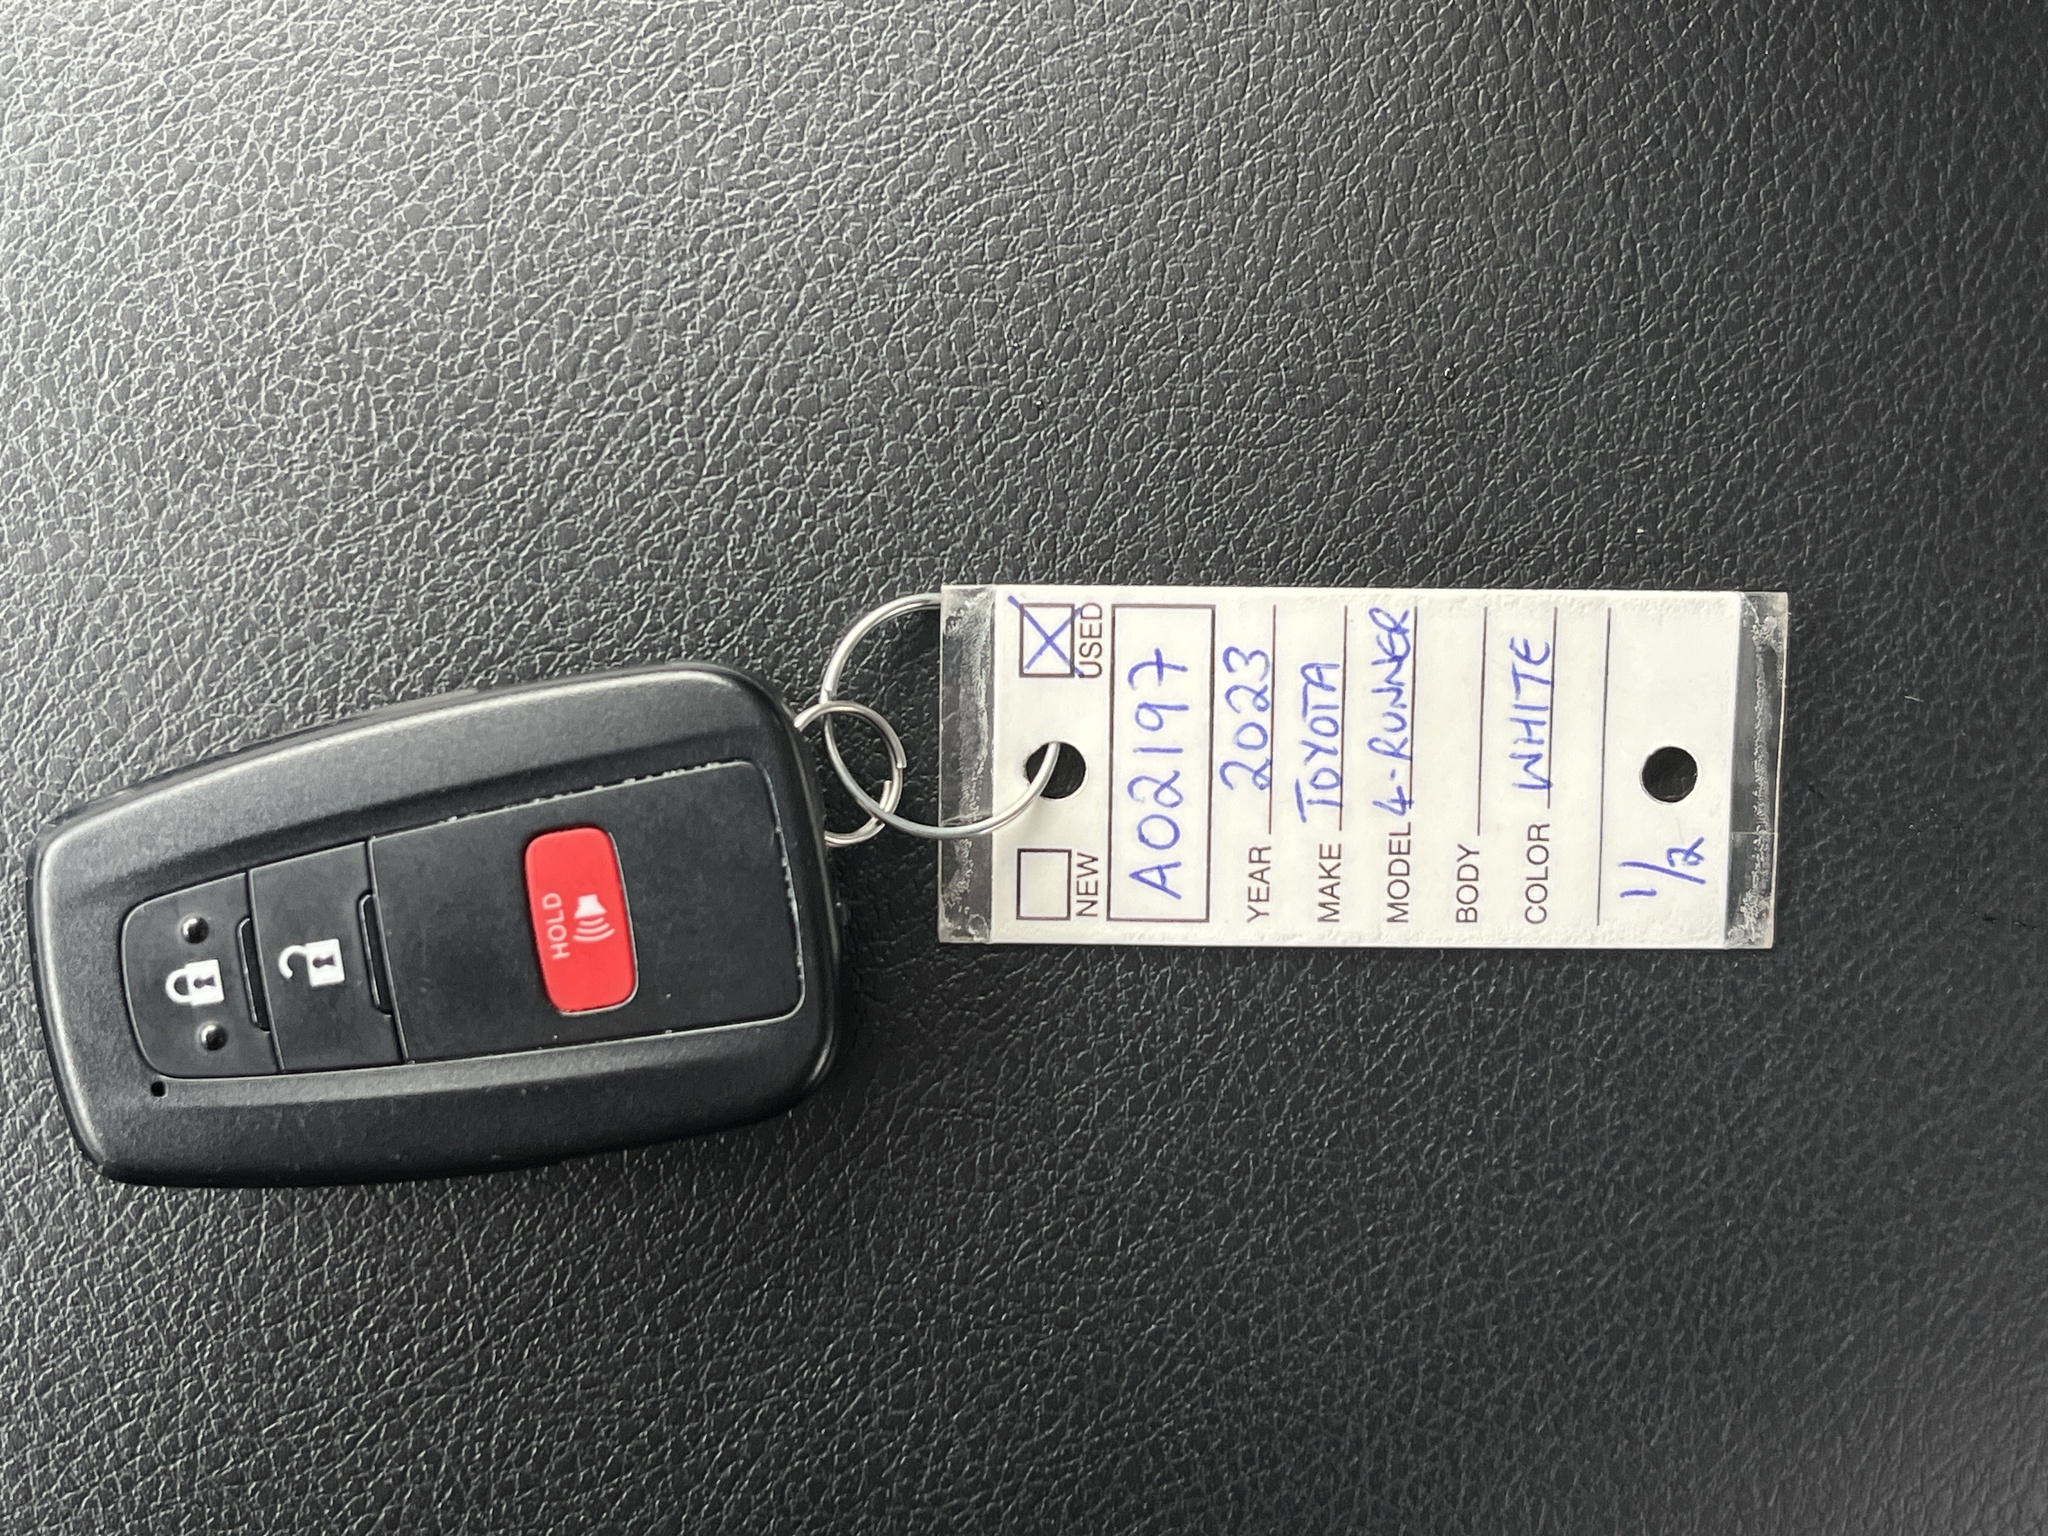 HOLD
NEW USED
A02197
YEAR 2023
MAKE TOYOTA
MODEL 4-RUNNER
BODY
COLOR WHITE
1/2